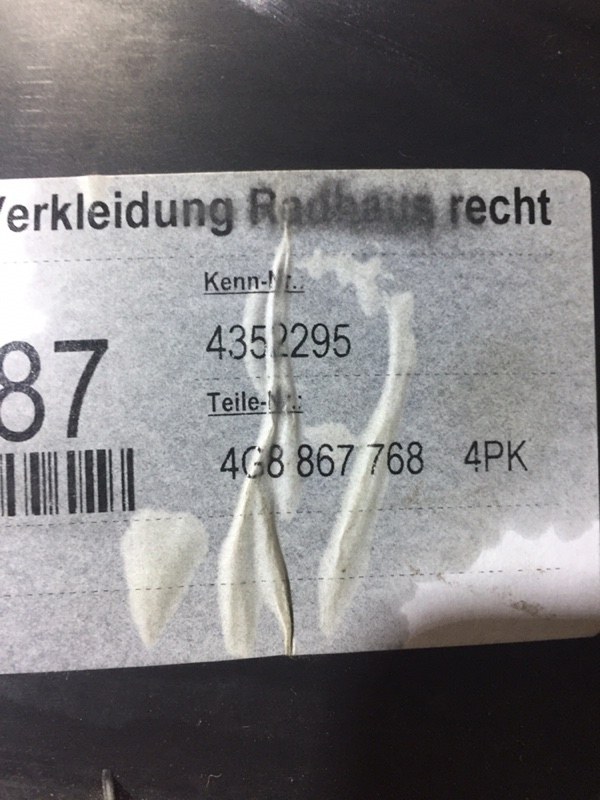 Verkleidung Radhaus recht
Kenn-Nr.:
4352295
87
Teile-Nr.:
4G8 867 768 4PK